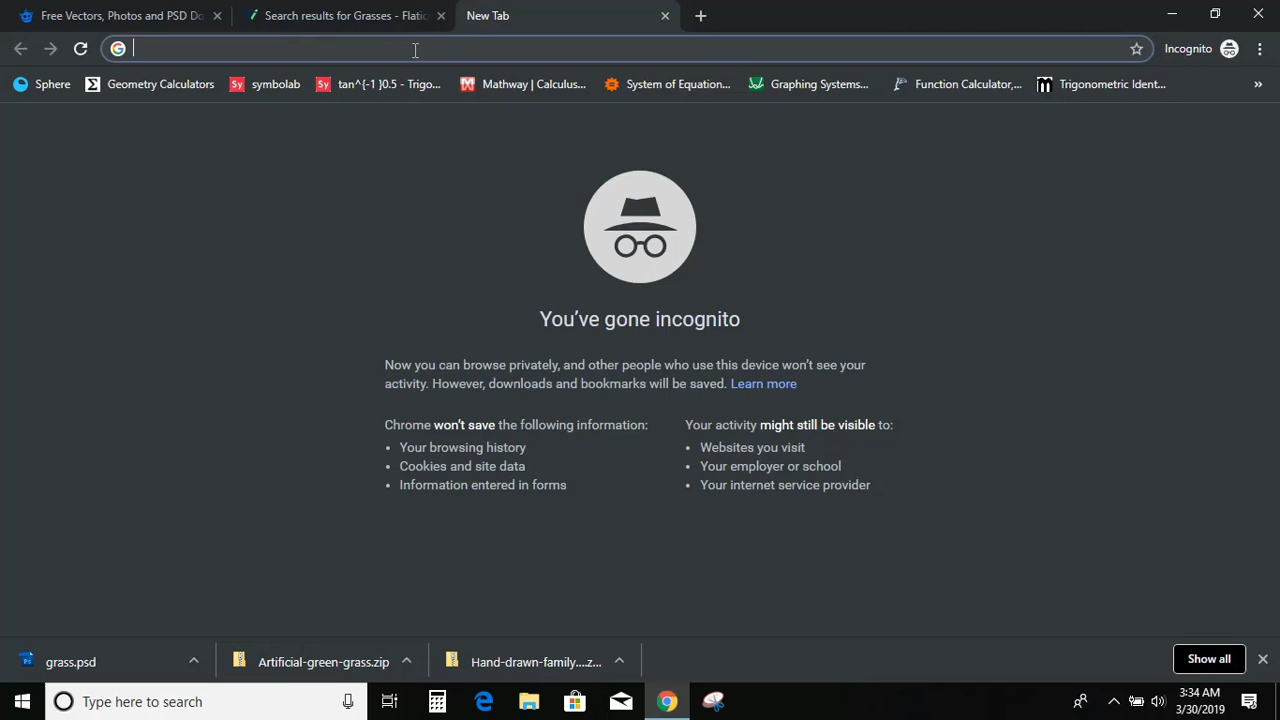 Free Vectors, Photos and PSD Do
Search results for Grasses - Flatic
New Tab
Incognito
Sphere
Geometry Calculators
Sy symbolab
Sy tan^{-1 }0.5 - Trigo...
Mathway | Calculus...
System of Equation...
Graphing Systems...
Function Calculator,...
Trigonometric Ident...
»
You've gone incognito
Now you can browse privately, and other people who use this device won't see your
activity. However, downloads and bookmarks will be saved. Learn more
Chrome won't save the following information:
• Your browsing history
• Cookies and site data
• Information entered in forms
Your activity might still be visible to:
• Websites you visit
• Your employer or school
• Your internet service provider
grass.psd
Artificial-green-grass.zip
Hand-drawn-family....z...
Show all
Type here to search
3:34 AM
3/30/2019